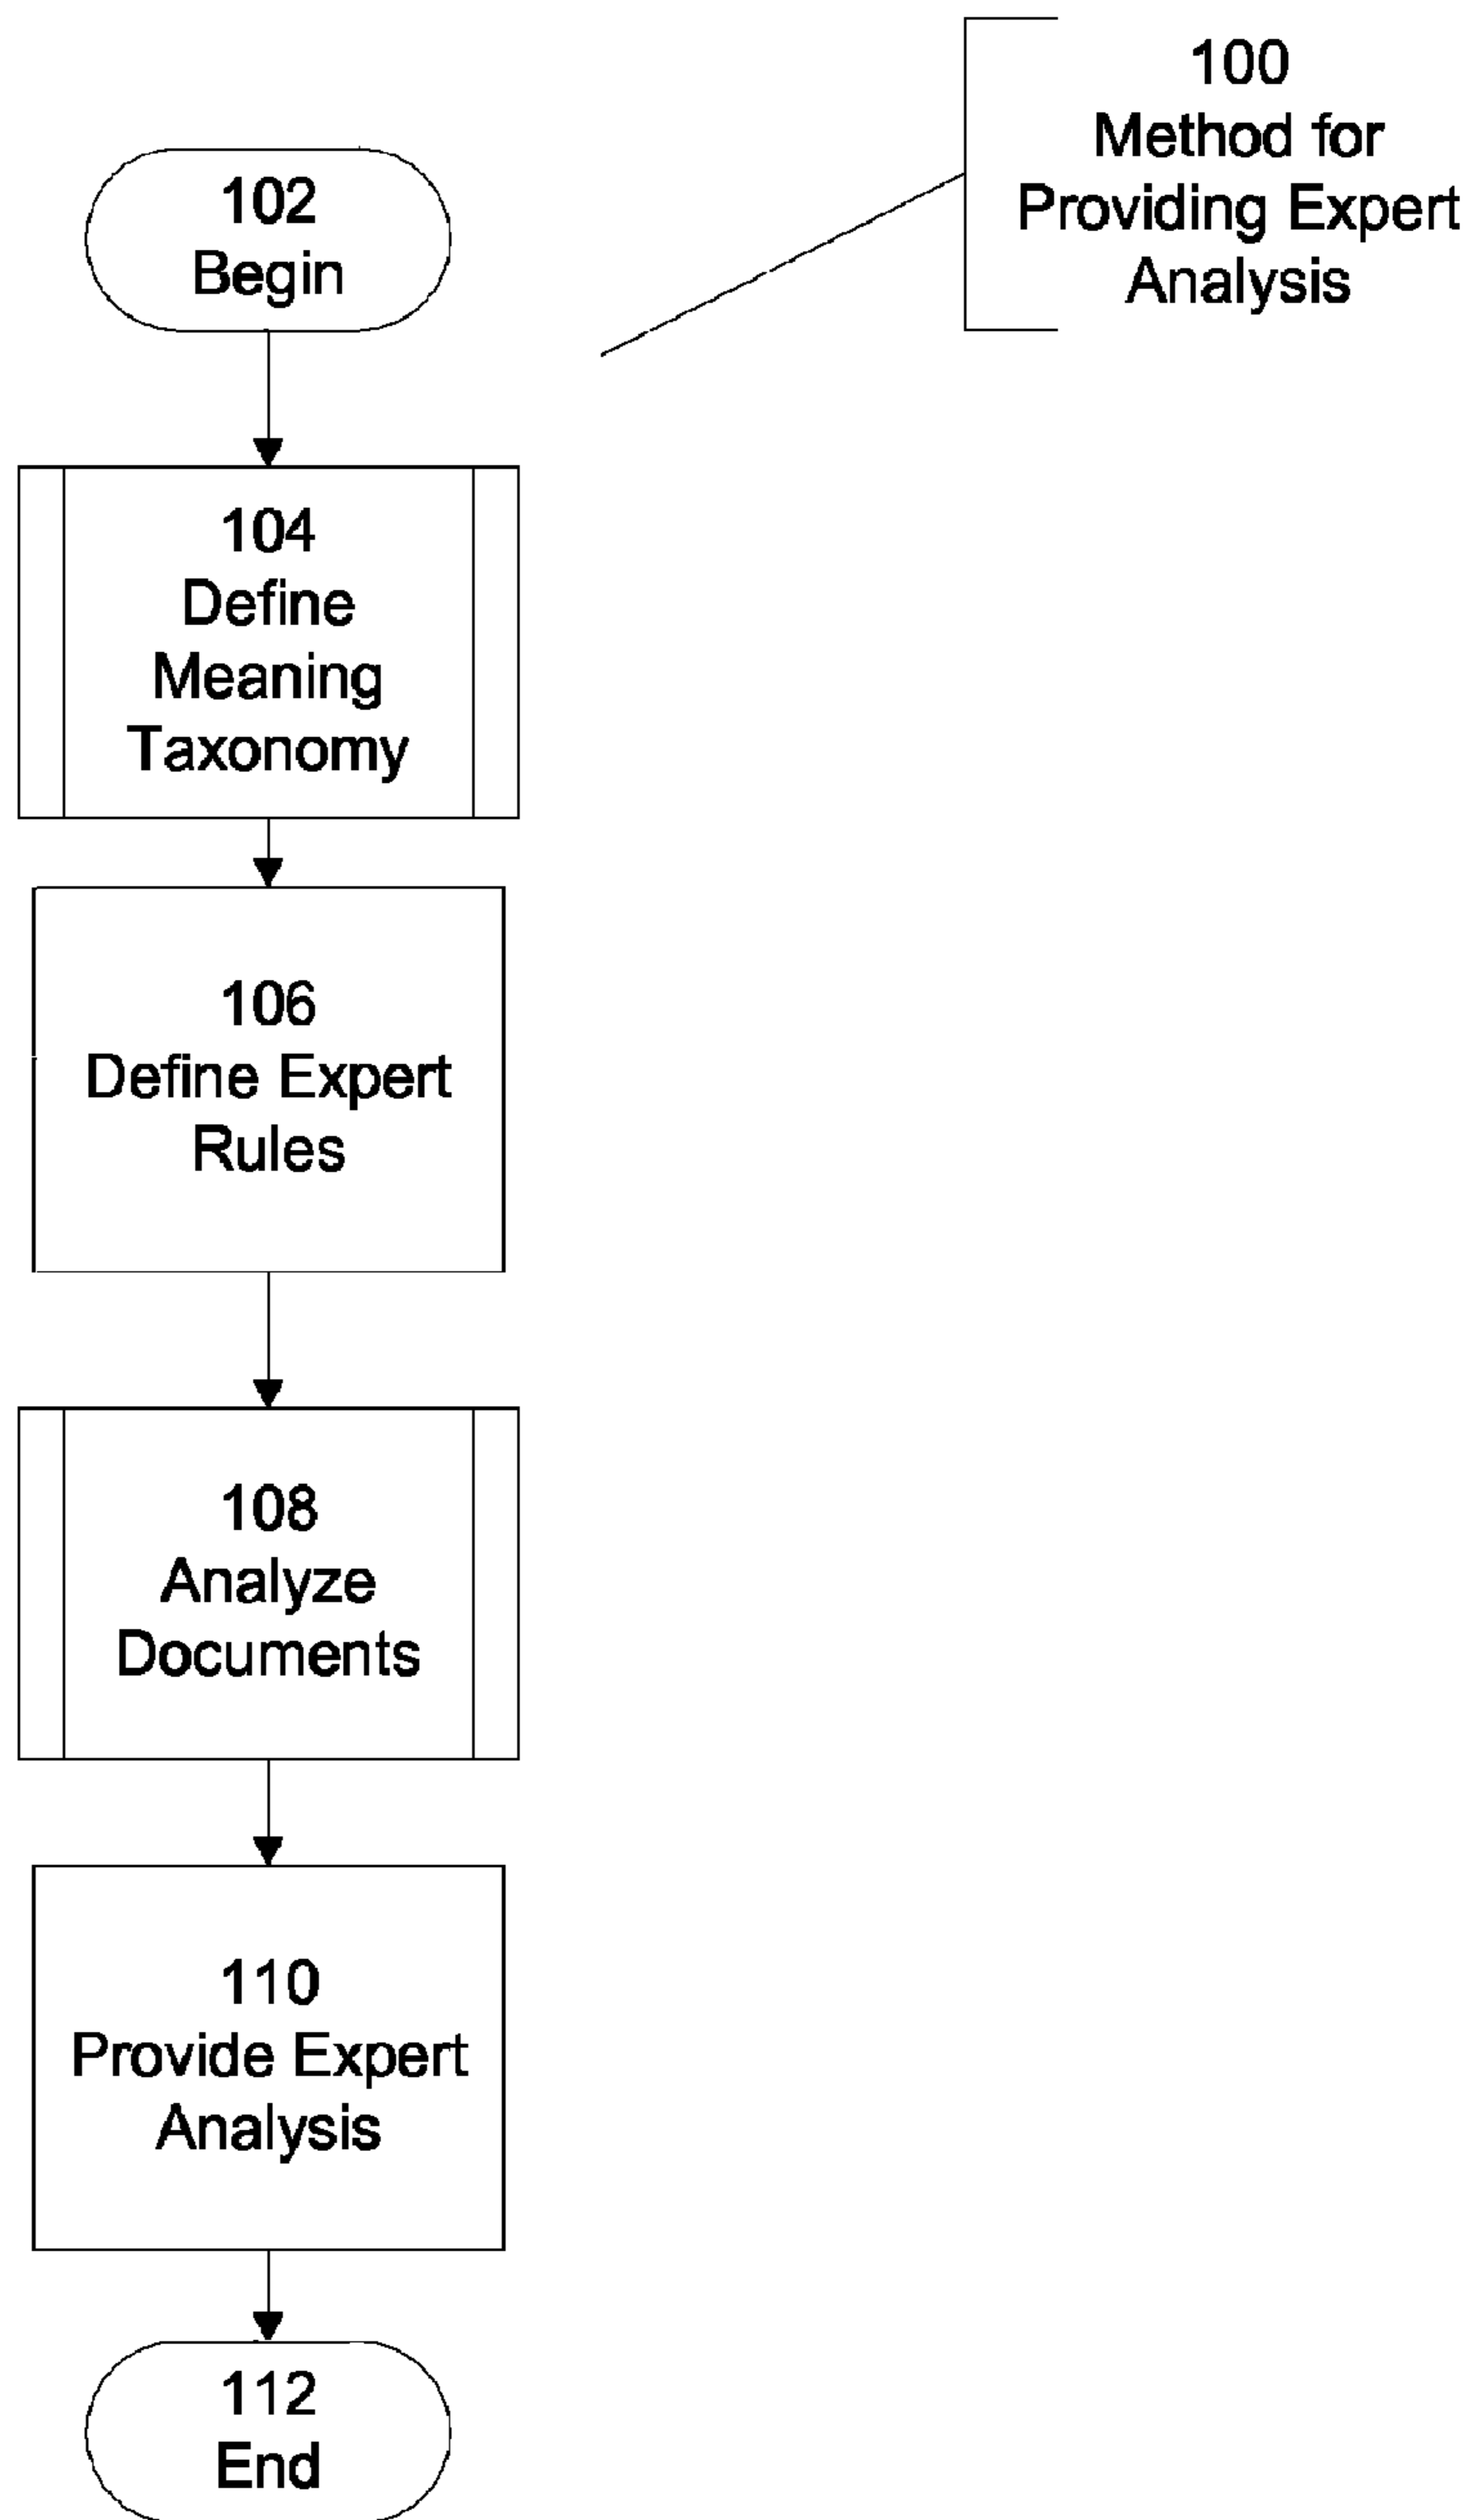 100
Method for
Providing Expert
Analysis
102
Begin
104
Define
Meaning
Taxonomy
106
Define Expert
Rules
108
Analyze
Documents
110
Provide Expert
Analysis
112
End